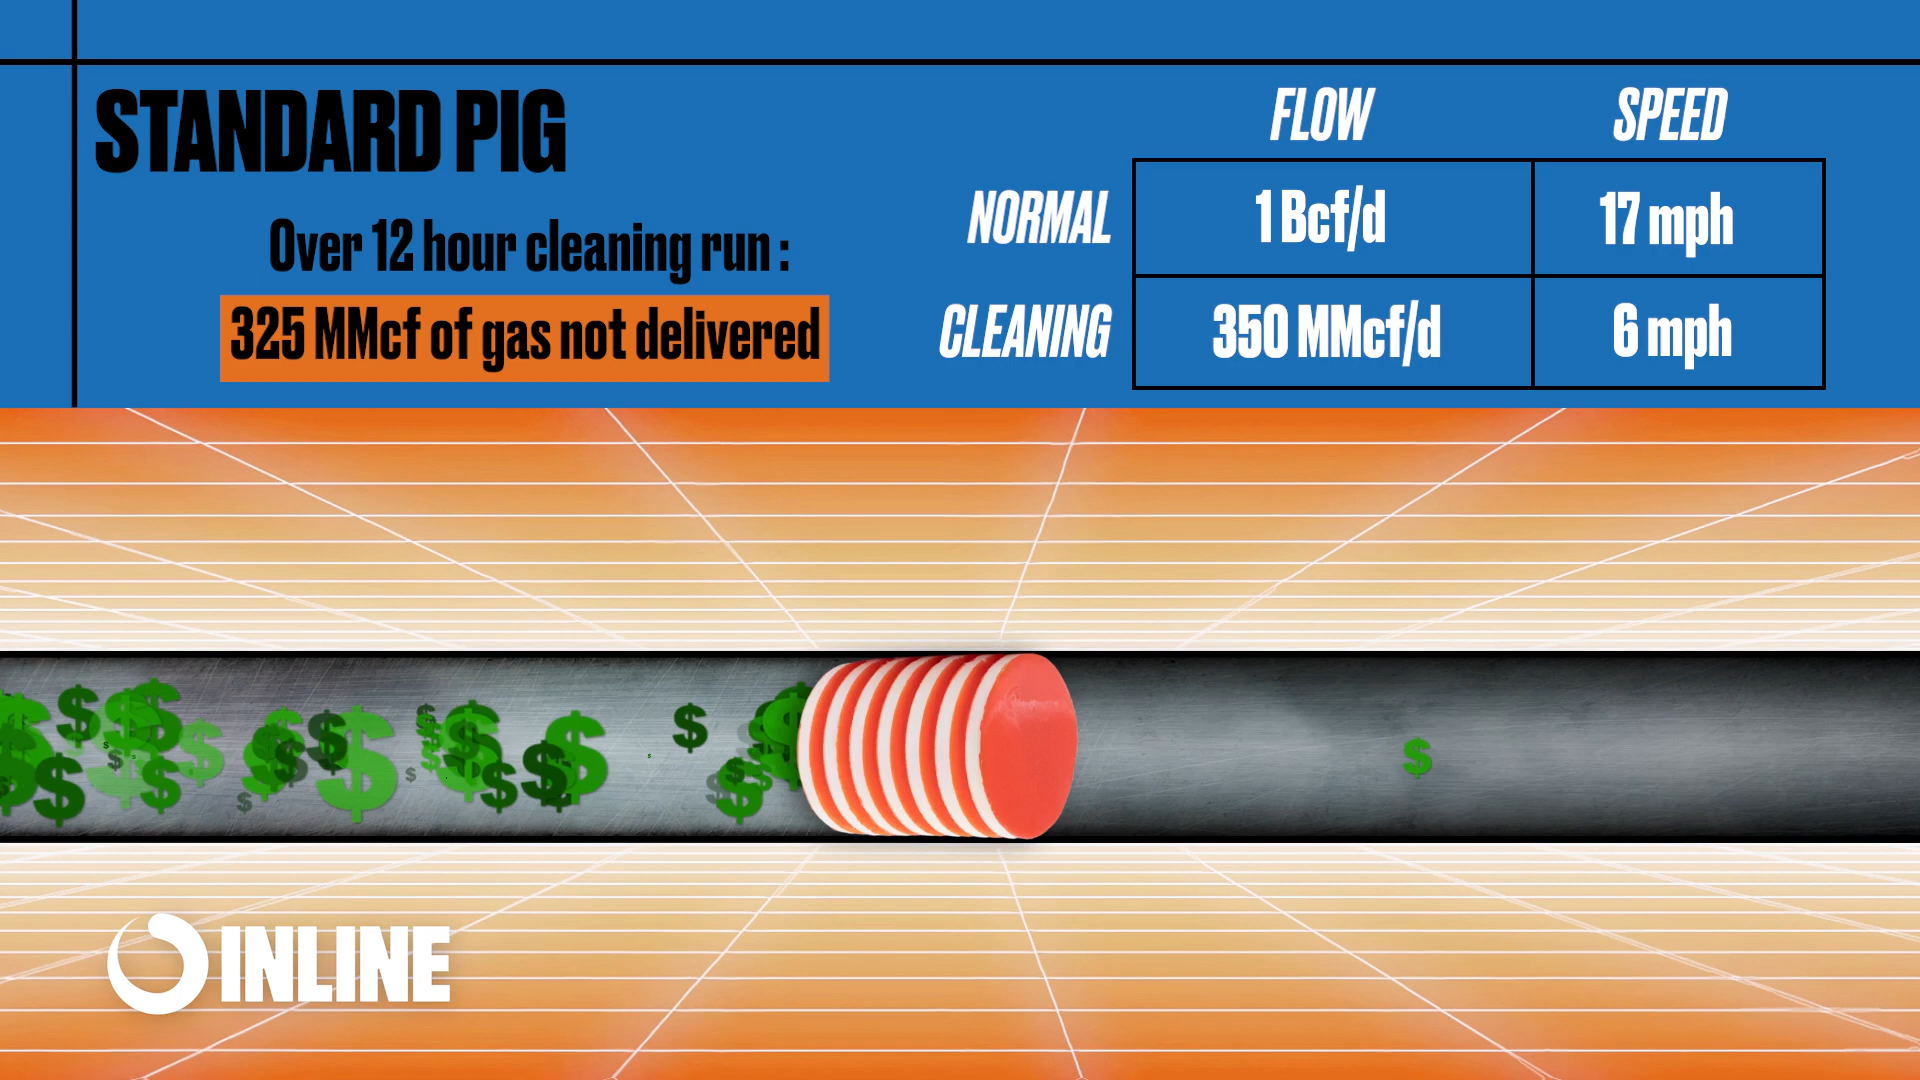 STANDARD PIG
Over 12 hour cleaning run :
325 MMcf of gas not delivered
FLOW SPEED
NORMAL 1 Bcf/d 17 mph
CLEANING 350 MMcf/d 6 mph
INLINE